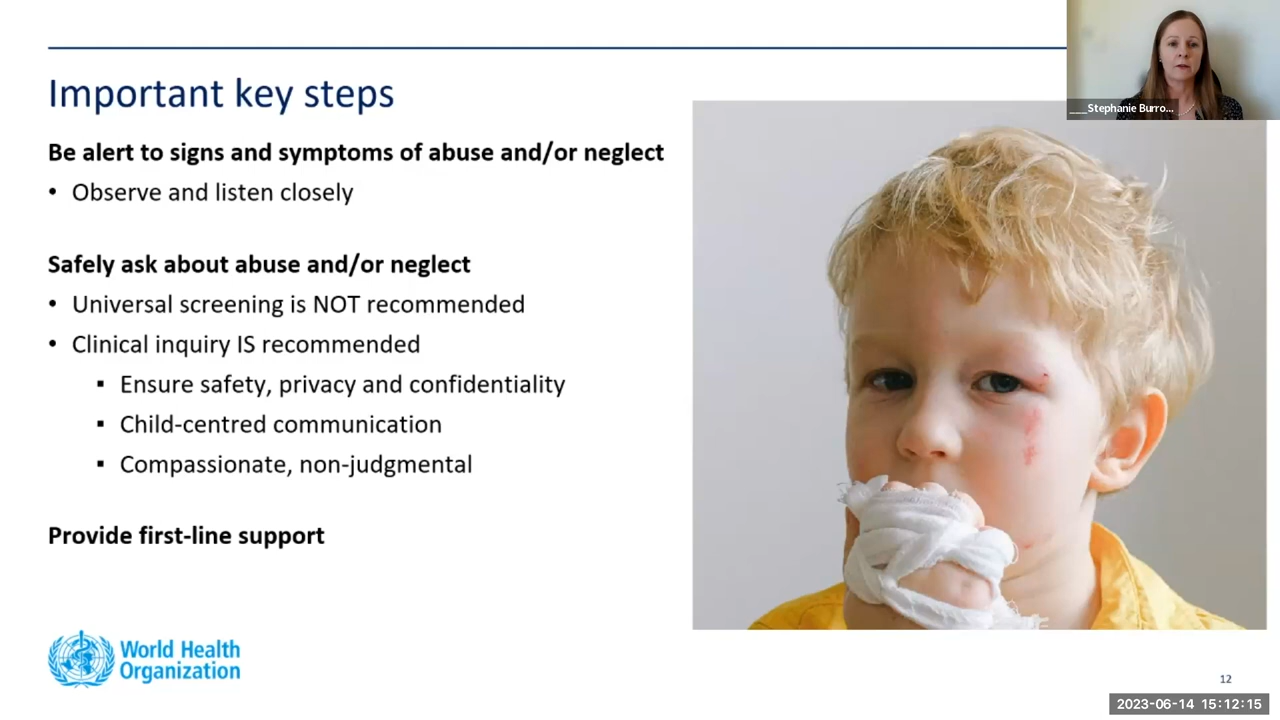 ___Stephanie Burro...
Important key steps
Be alert to signs and symptoms of abuse and/or neglect
• Observe and listen closely
Safely ask about abuse and/or neglect
• Universal screening is NOT recommended
• Clinical inquiry IS recommended
▪ Ensure safety, privacy and confidentiality
▪ Child-centred communication
▪ Compassionate, non-judgmental
Provide first-line support
World Health
Organization
12
2023-06-14 15:12:15